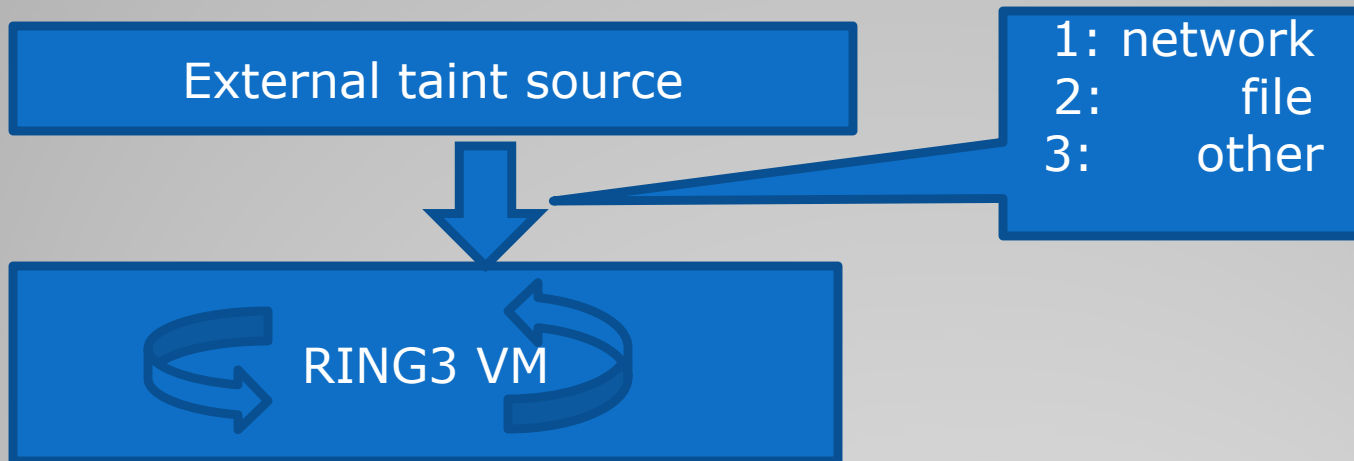 External taint source
1: network
2: file
3: other
RING3 VM